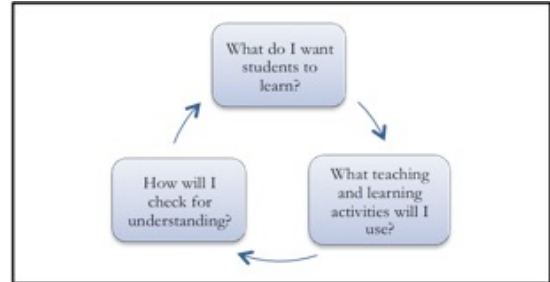 What do I want
students to
learn?
What teaching
and learning
activities will I
use?
How will I
check for
understanding?